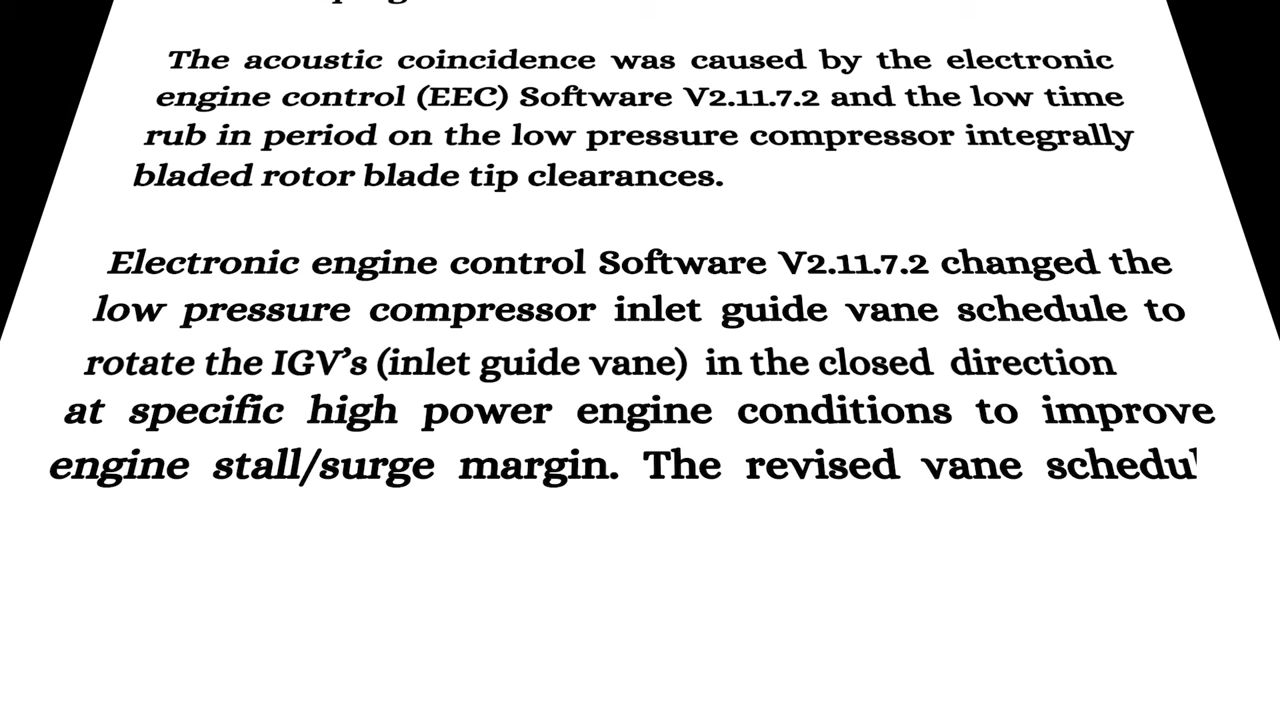 The acoustic coincidence was caused by the electronic
engine control (EEC) Software V2.11.7.2 and the low time
rub in period on the low pressure compressor integrally
bladed rotor blade tip clearances.
Electronic engine control Software V2.11.7.2 changed the
low pressure compressor inlet guide vane schedule to
rotate the IGV's (inlet guide vane) in the closed direction
at specific high power engine conditions to improve
engine stall/surge margin. The revised vane